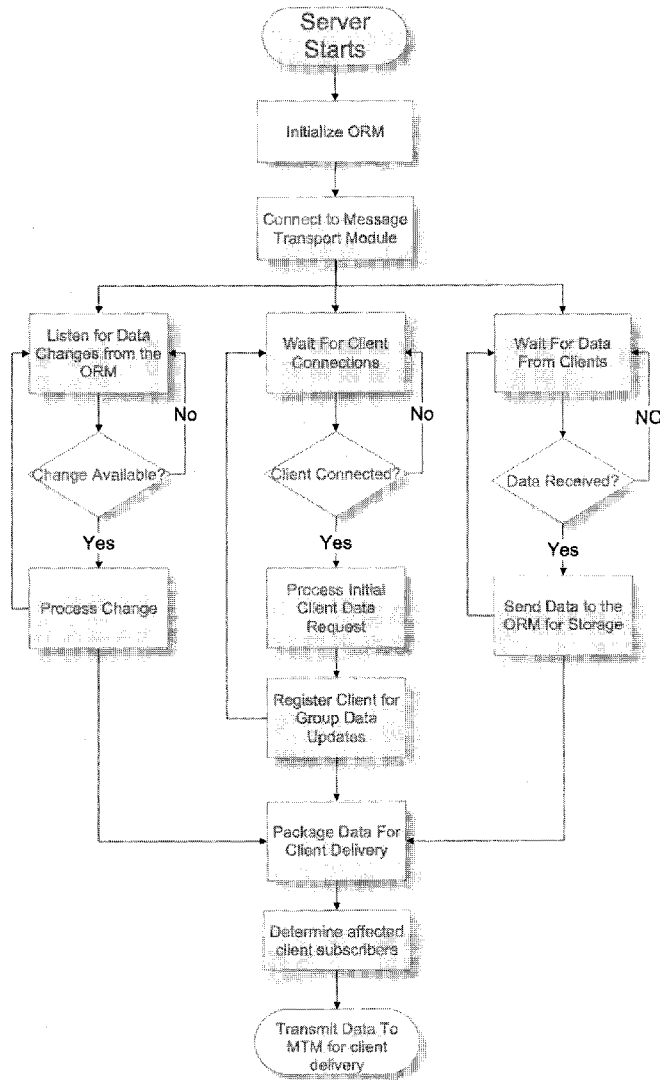 Server
Starts
Initialize ORM
Connect to Message
Transport Module
Listen for Data
Changes from the
ORM
Wait For Client
Connections
Wait For Data
From Clients
No
No
NO
Change Available?
Client Connected?
Data Received?
Yes
Yes
Yes
Process Change
Process Initial
Client Data
Request
Send Data to the
ORM for Storage
Register Client for
Group Data
Updates
Package Data For
Client Delivery
Determine affected
client subscribers
Transmit Data To
MTM for client
delivery